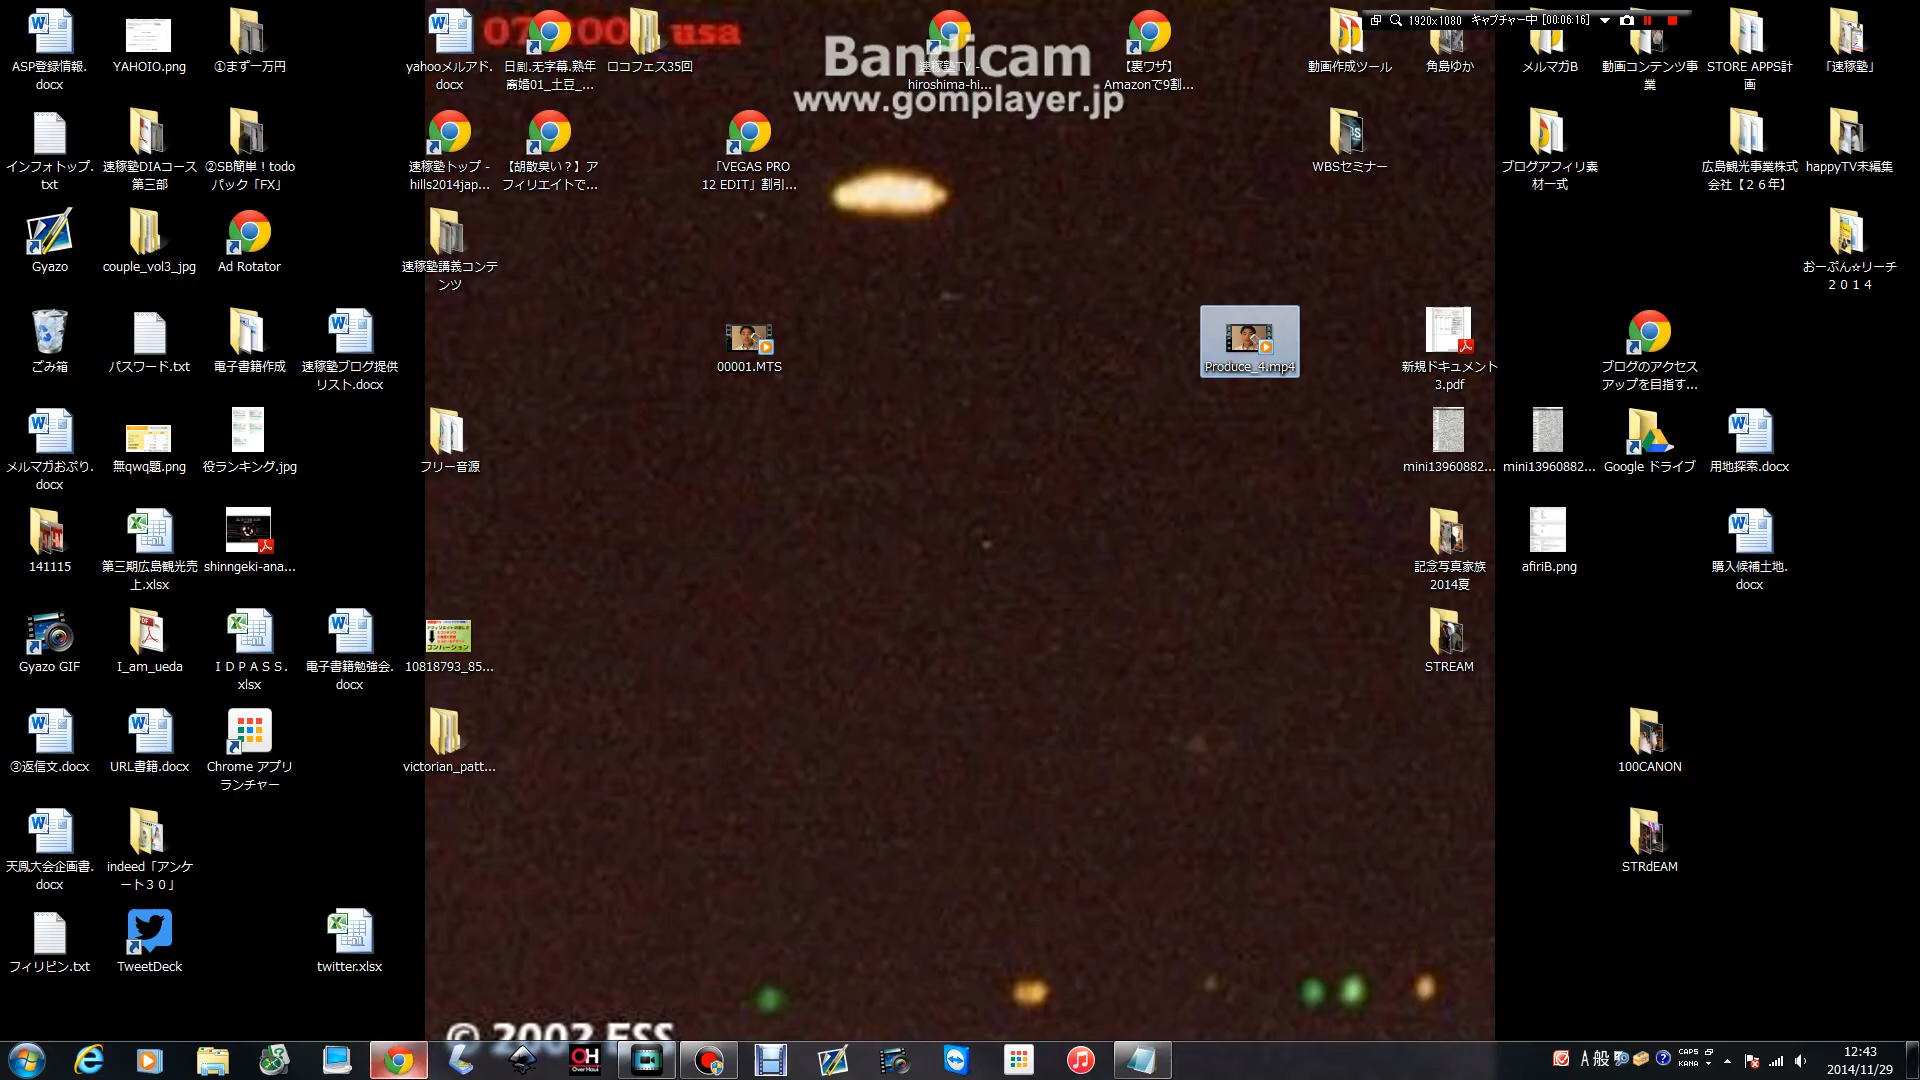 ASP登録情報.
docx
YAHOIO.png
①まず一万円
yahooメルアド.
docx
日剧.无字幕.熟年
离婚01_土豆_...
ロコフェス35回
速稼塾TV -
hiroshima-hi...
【裏ワザ】
Amazonで9割...
動画作成ツール
角島ゆか
メルマガB
動画コンテンツ事
業
STORE APPS計
画
「速稼塾」
usa
Bandicam
www.gomplayer.jp
1920x1080 キャプチャー中 [00:06:16]
インフォトップ.
txt
速稼塾DIAコース
第三部
②SB簡単！todo
パック「FX」
速稼塾トップ -
hills2014jap...
【胡散臭い？】ア
フィリエイトで...
「VEGAS PRO
12 EDIT」割引...
WBSセミナー
ブログアフィリ素
材一式
広島観光事業株式
会社【２６年】
happyTV未編集
Gyazo
couple_vol3_jpg
Ad Rotator
速稼塾講義コンテ
ンツ
おーぷん☆リーチ
２０１４
ごみ箱
パスワード.txt
電子書籍作成
速稼塾ブログ提供
リスト.docx
00001.MTS
Produce_4.mp4
新規ドキュメント
3.pdf
ブログのアクセス
アップを目指す...
メルマガおぷり.
docx
無qwq題.png
役ランキング.jpg
フリー音源
mini13960882...
mini13960882...
Google ドライブ
用地探索.docx
141115
第三期広島観光売
上.xlsx
shinngeki-ana...
記念写真家族
2014夏
afiriB.png
購入候補土地.
docx
Gyazo GIF
I_am_ueda
ＩＤＰＡＳＳ.
xlsx
電子書籍勉強会.
docx
10818793_85...
STREAM
③返信文.docx
URL書籍.docx
Chrome アプリ
ランチャー
victorian_patt...
100CANON
天鳳大会企画書.
docx
indeed「アンケ
ート３０」
STRdEAM
フィリピン.txt
TweetDeck
twitter.xlsx
© 2002 ESS
OH
Over Haul
A 般
CAPS
KANA
12:43
2014/11/29